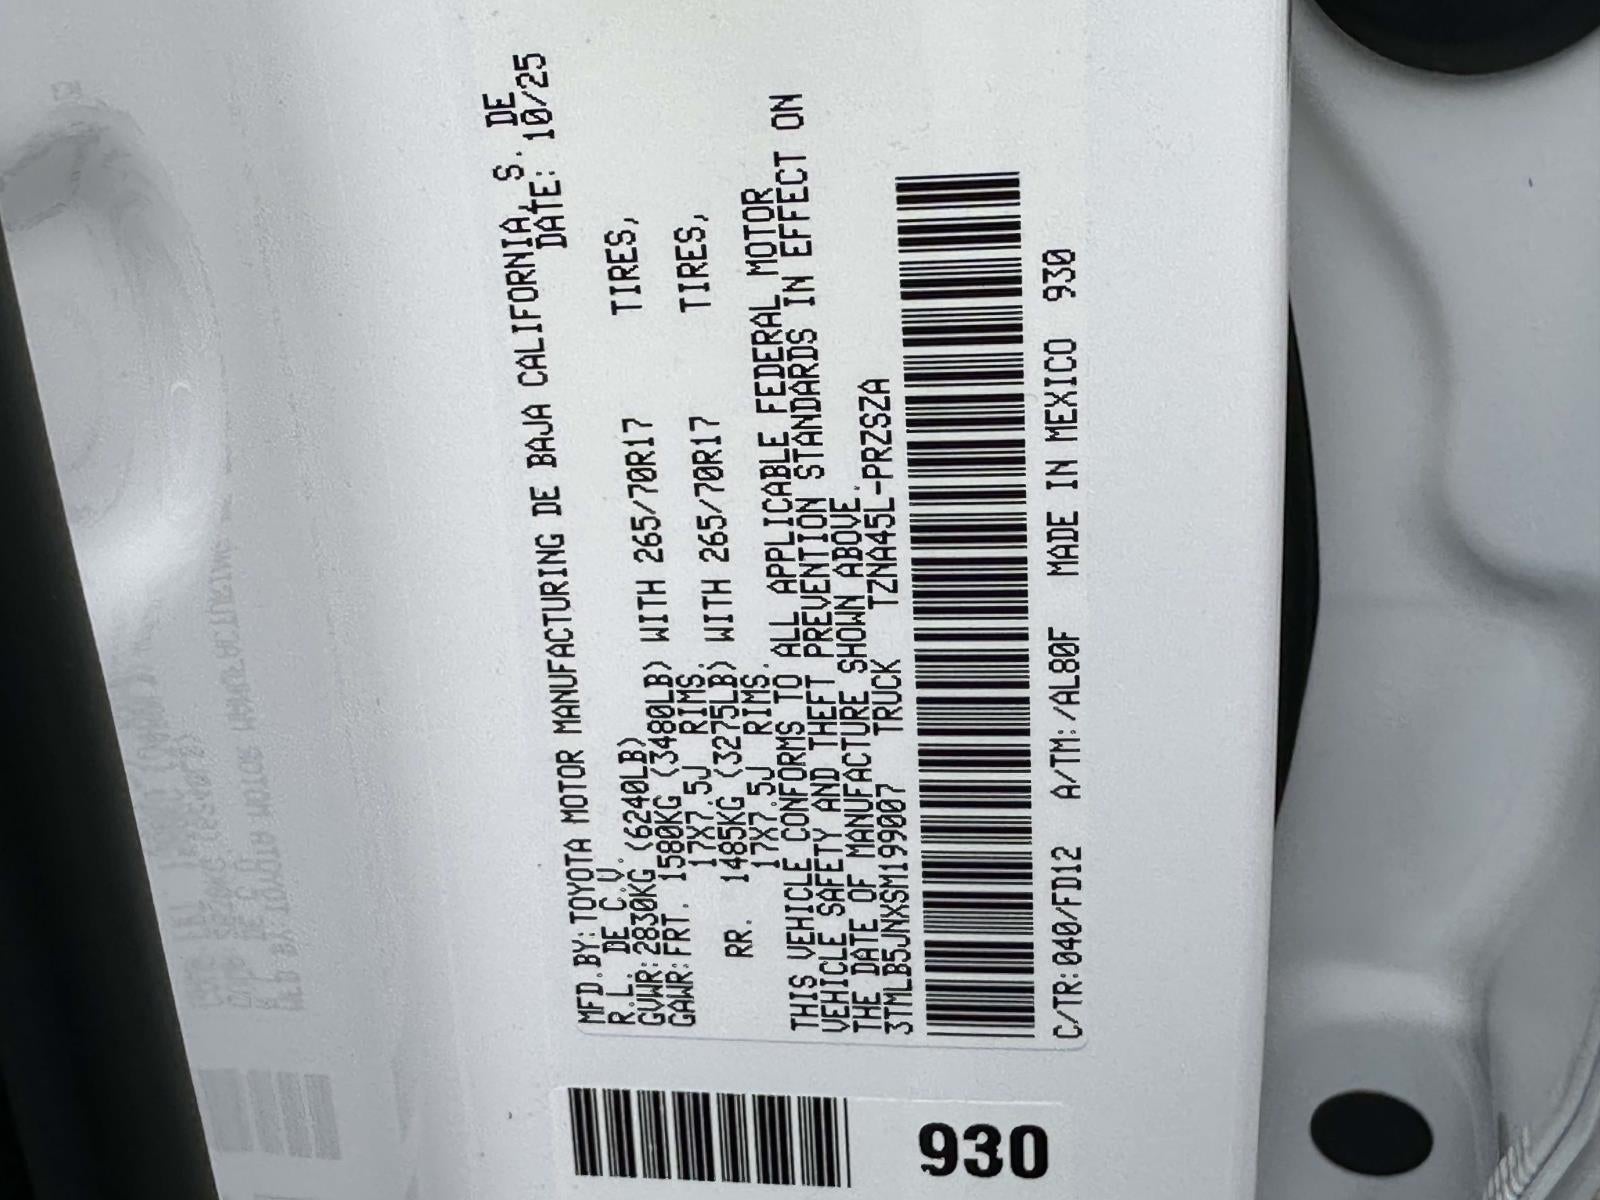 MFD.BY:TOYOTA MOTOR MANUFACTURING DE BAJA CALIFORNIA, S. DE
R.L. DE C.V. DATE: 10/25
GVWR:2830KG (6240LB)
GAWR:FRT. 1580KG (3480LB) WITH 265/70R17 TIRES,
17X7.5J RIMS.
RR. 1485KG (3275LB) WITH 265/70R17 TIRES,
17X7.5J RIMS.
THIS VEHICLE CONFORMS TO ALL APPLICABLE FEDERAL MOTOR
VEHICLE SAFETY AND THEFT PREVENTION STANDARDS IN EFFECT ON
THE DATE OF MANUFACTURE SHOWN ABOVE.
3TMLB5JNXSM199007 TRUCK TZNA45L-PRZSZA
C/TR:040/FD12 A/TM:/AL80F MADE IN MEXICO 930
930